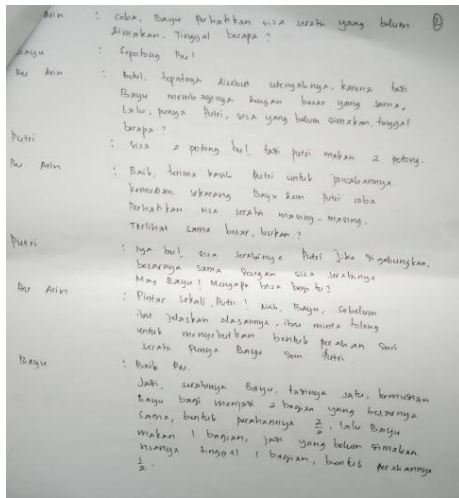 Arin : coba, Bayu perhatikan sisa serabi yang belum ②
dimakan. Tinggal berapa ?
Bayu : Sepotong Bu !
Bu Arin : Betul, tepatnya disebut setengahnya, karena tadi
Bayu membaginya dengan besar yang sama,
Lalu, punya Putri, sisa yang belum dimakan, tinggal
berapa ?
Putri : sisa 2 potong bu! tadi putri makan 2 potong.
Bu Arin : Baik, terima kasih Putri untuk jawabannya.
kemudian, sekarang Bayu dan Putri coba
Perhatikan sisa serabi masing-masing.
Terlihat sama besar, bukan ?
Putri : Iya bu! sisa serabinya Putri jika digabungkan,
besarnya sama dengan sisa serabinya
Mas Bayu ! Mengapa bisa begitu ?
Bu Arin : Pintar sekali, Putri ! Nah, Bayu, sebelum
ibu jelaskan alasannya, ibu minta tolong
untuk menyebutkan bentuk pecahan dari
serabi punya Bayu dan Putri.
Bayu : Baik Bu.
Jadi, serabinya Bayu, tadinya satu, kemudian
Bayu bagi menjadi 2 bagian yang besarnya
sama, bentuk pecahannya 2/2, lalu Bayu
makan 1 bagian, jadi yang belum dimakan
tinggal 1 bagian, bentuk pecahannya
1/2.